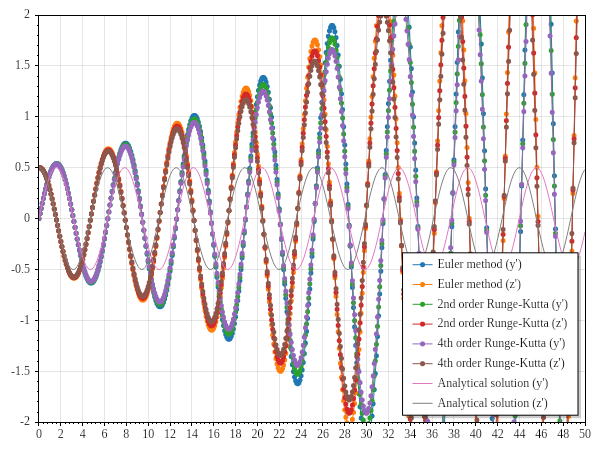 2
1.5
1
0.5
0
-0.5
-1
-1.5
-2
Euler method (y')
Euler method (z')
2nd order Runge-Kutta (y')
2nd order Runge-Kutta (z')
4th order Runge-Kutta (y')
4th order Runge-Kutta (z')
Analytical solution (y')
Analytical solution (z')
0 2 4 6 8 10 12 14 16 18 20 22 24 26 28 30 32 34 36 38 40 42 44 46 48 50